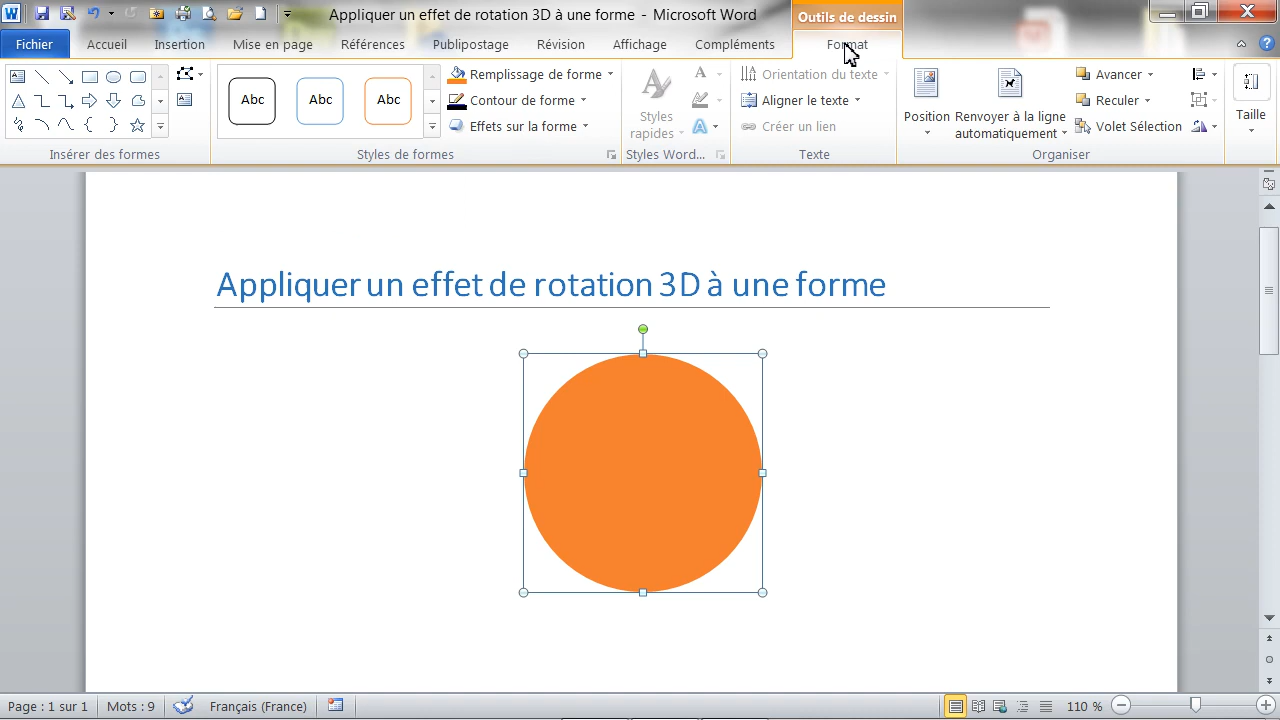 Appliquer un effet de rotation 3D à une forme - Microsoft Word
Outils de dessin
Fichier Accueil Insertion Mise en page Références Publipostage Révision Affichage Compléments Format
Abc Abc Abc
Remplissage de forme
Contour de forme
Effets sur la forme
Styles rapides
Orientation du texte
Aligner le texte
Créer un lien
Position
Renvoyer à la ligne automatiquement
Avancer
Reculer
Volet Sélection
Taille
Insérer des formes Styles de formes Styles Word... Texte Organiser
Appliquer un effet de rotation 3D à une forme
Page : 1 sur 1 Mots : 9 Français (France) 110 %